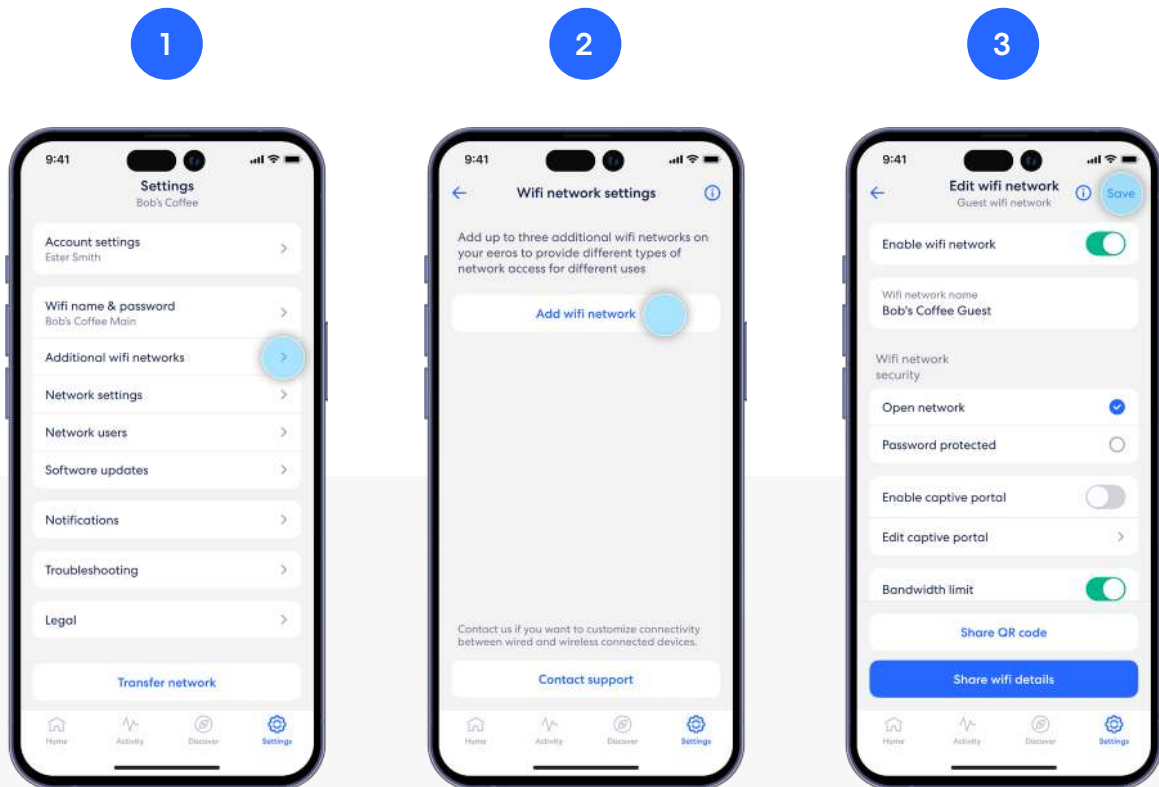 1
2
3
9:41
Settings
Bob's Coffee
Account settings
Ester Smith
Wifi name & password
Bob's Coffee Main
Additional wifi networks
Network settings
Network users
Software updates
Notifications
Troubleshooting
Legal
Transfer network
Home Activity Discover Settings
9:41
Wifi network settings
Add up to three additional wifi networks on
your eeros to provide different types of
network access for different uses
Add wifi network
Contact us if you want to customize connectivity
between wired and wireless connected devices.
Contact support
Home Activity Discover Settings
9:41
Edit wifi network
Save
Guest wifi network
Enable wifi network
Wifi network name
Bob's Coffee Guest
Wifi network
security
Open network
Password protected
Enable captive portal
Edit captive portal
Bandwidth limit
Share QR code
Share wifi details
Home Activity Discover Settings